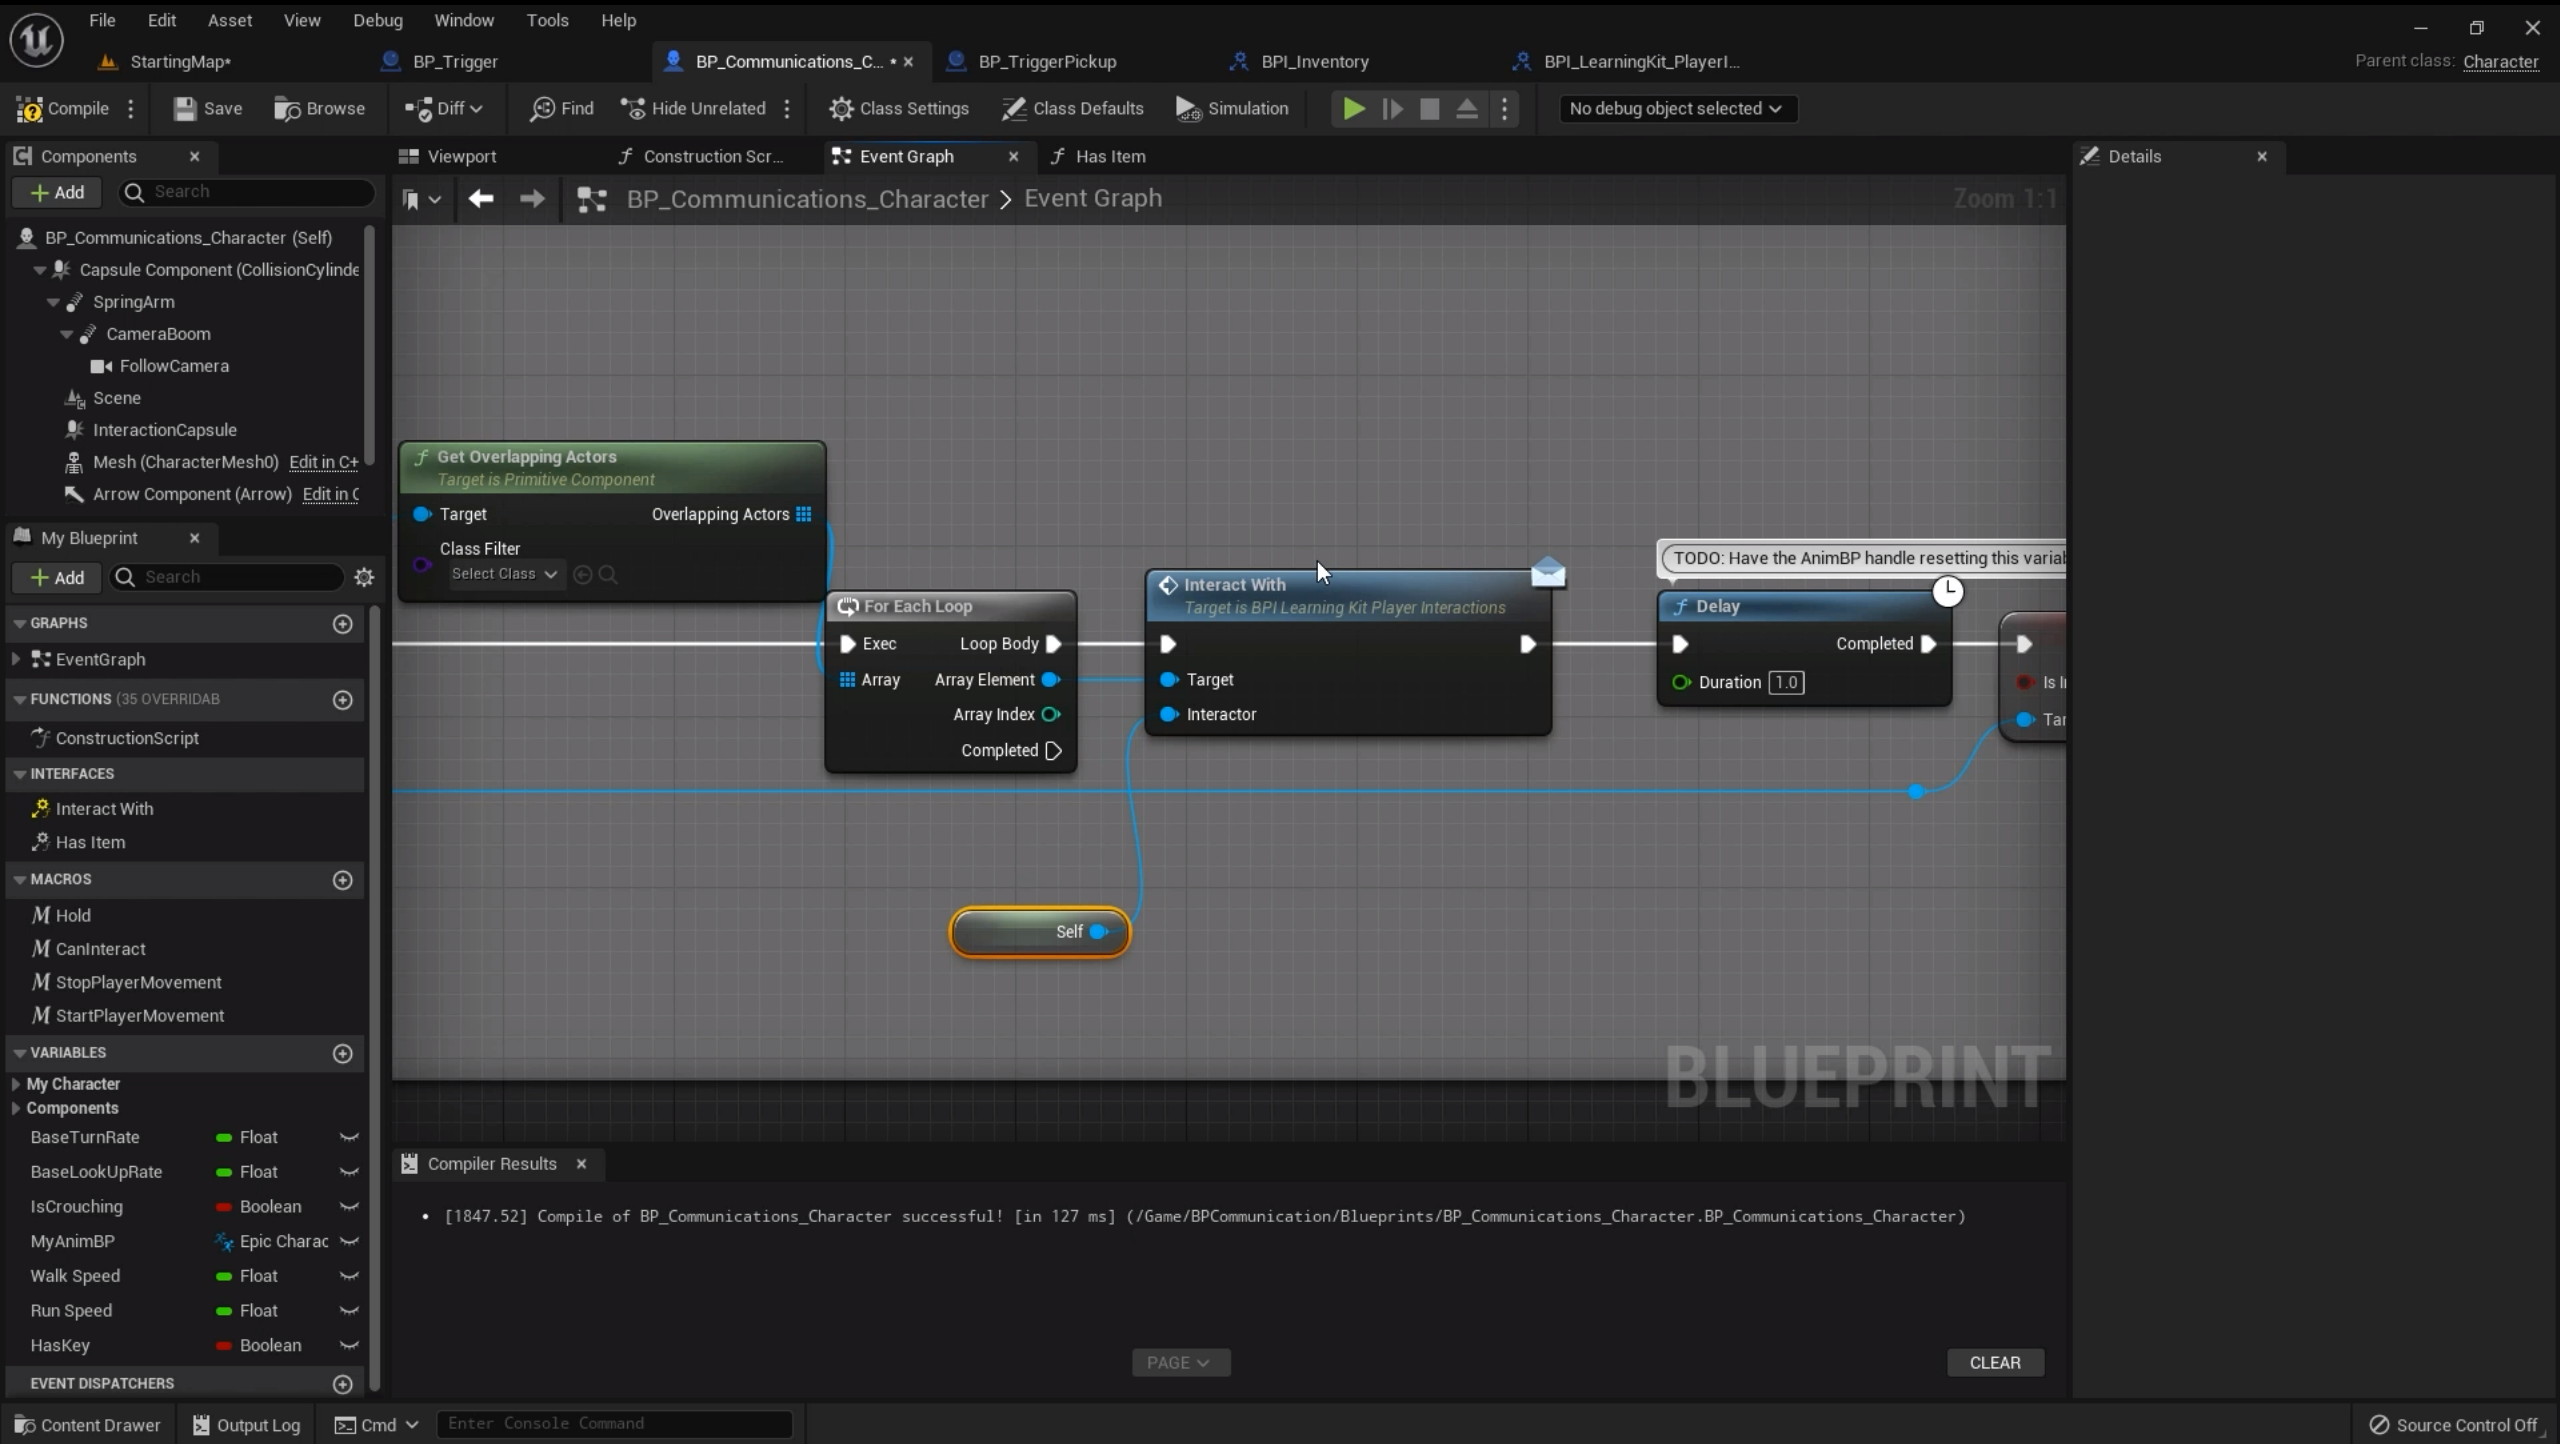 File Edit Asset View Debug Window Tools Help
StartingMap* BP_Trigger BP_Communications_C... * BP_TriggerPickup BPI_Inventory BPI_LearningKit_PlayerI... Parent class: Character
Compile Save Browse Diff Find Hide Unrelated Class Settings Class Defaults Simulation No debug object selected
Components
Add Search
BP_Communications_Character (Self)
Capsule Component (CollisionCylinde
SpringArm
CameraBoom
FollowCamera
Scene
InteractionCapsule
Mesh (CharacterMesh0) Edit in C+
Arrow Component (Arrow) Edit in C
My Blueprint
Add Search
GRAPHS
EventGraph
FUNCTIONS (35 OVERRIDAB
ConstructionScript
INTERFACES
Interact With
Has Item
MACROS
Hold
CanInteract
StopPlayerMovement
StartPlayerMovement
VARIABLES
My Character
Components
BaseTurnRate Float
BaseLookUpRate Float
IsCrouching Boolean
MyAnimBP Epic Charac
Walk Speed Float
Run Speed Float
HasKey Boolean
EVENT DISPATCHERS
Viewport Construction Scr... Event Graph Has Item
BP_Communications_Character > Event Graph Zoom 1:1
Get Overlapping Actors
Target is Primitive Component
Target Overlapping Actors
Class Filter
Select Class
For Each Loop
Exec Loop Body
Array Array Element
Array Index
Completed
Interact With
Target is BPI Learning Kit Player Interactions
Target
Interactor
TODO: Have the AnimBP handle resetting this variab
Delay
Completed
Duration 1.0
Is I
Tar
Self
BLUEPRINT
Compiler Results
• [1847.52] Compile of BP_Communications_Character successful! [in 127 ms] (/Game/BPCommunication/Blueprints/BP_Communications_Character.BP_Communications_Character)
PAGE CLEAR
Details
Content Drawer Output Log Cmd Enter Console Command Source Control Off